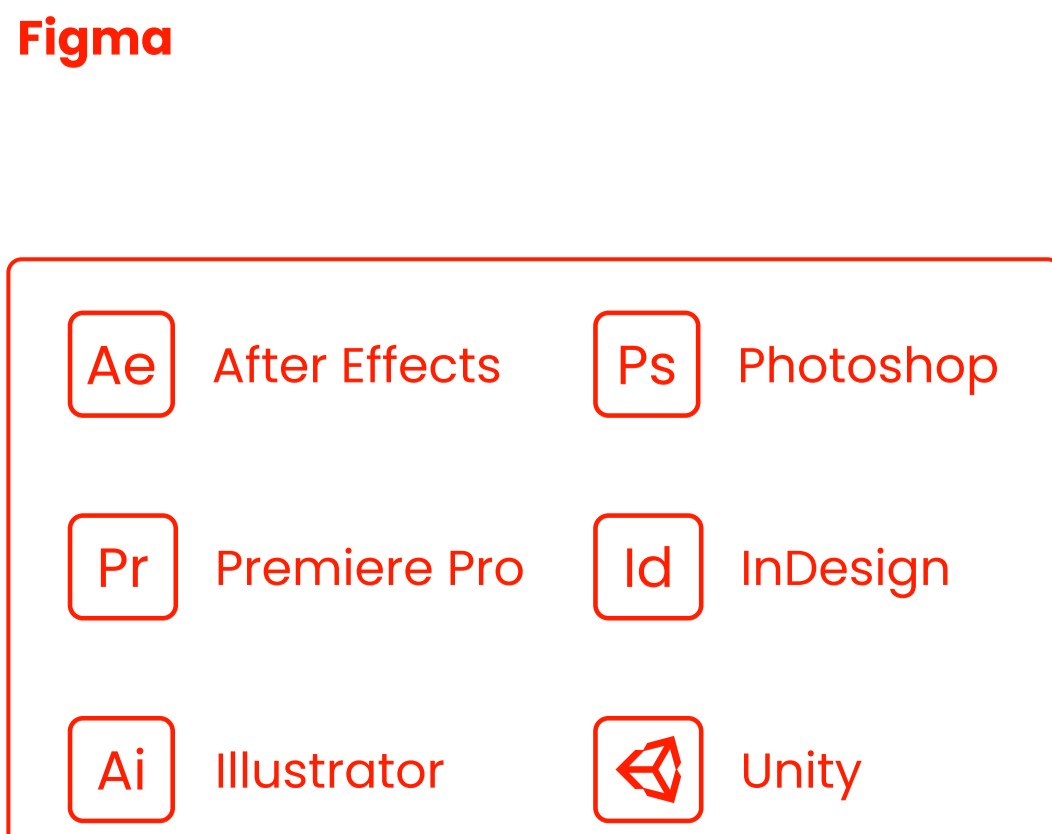 Figma
Ae After Effects
Ps Photoshop
Pr Premiere Pro
Id InDesign
Ai Illustrator
Unity